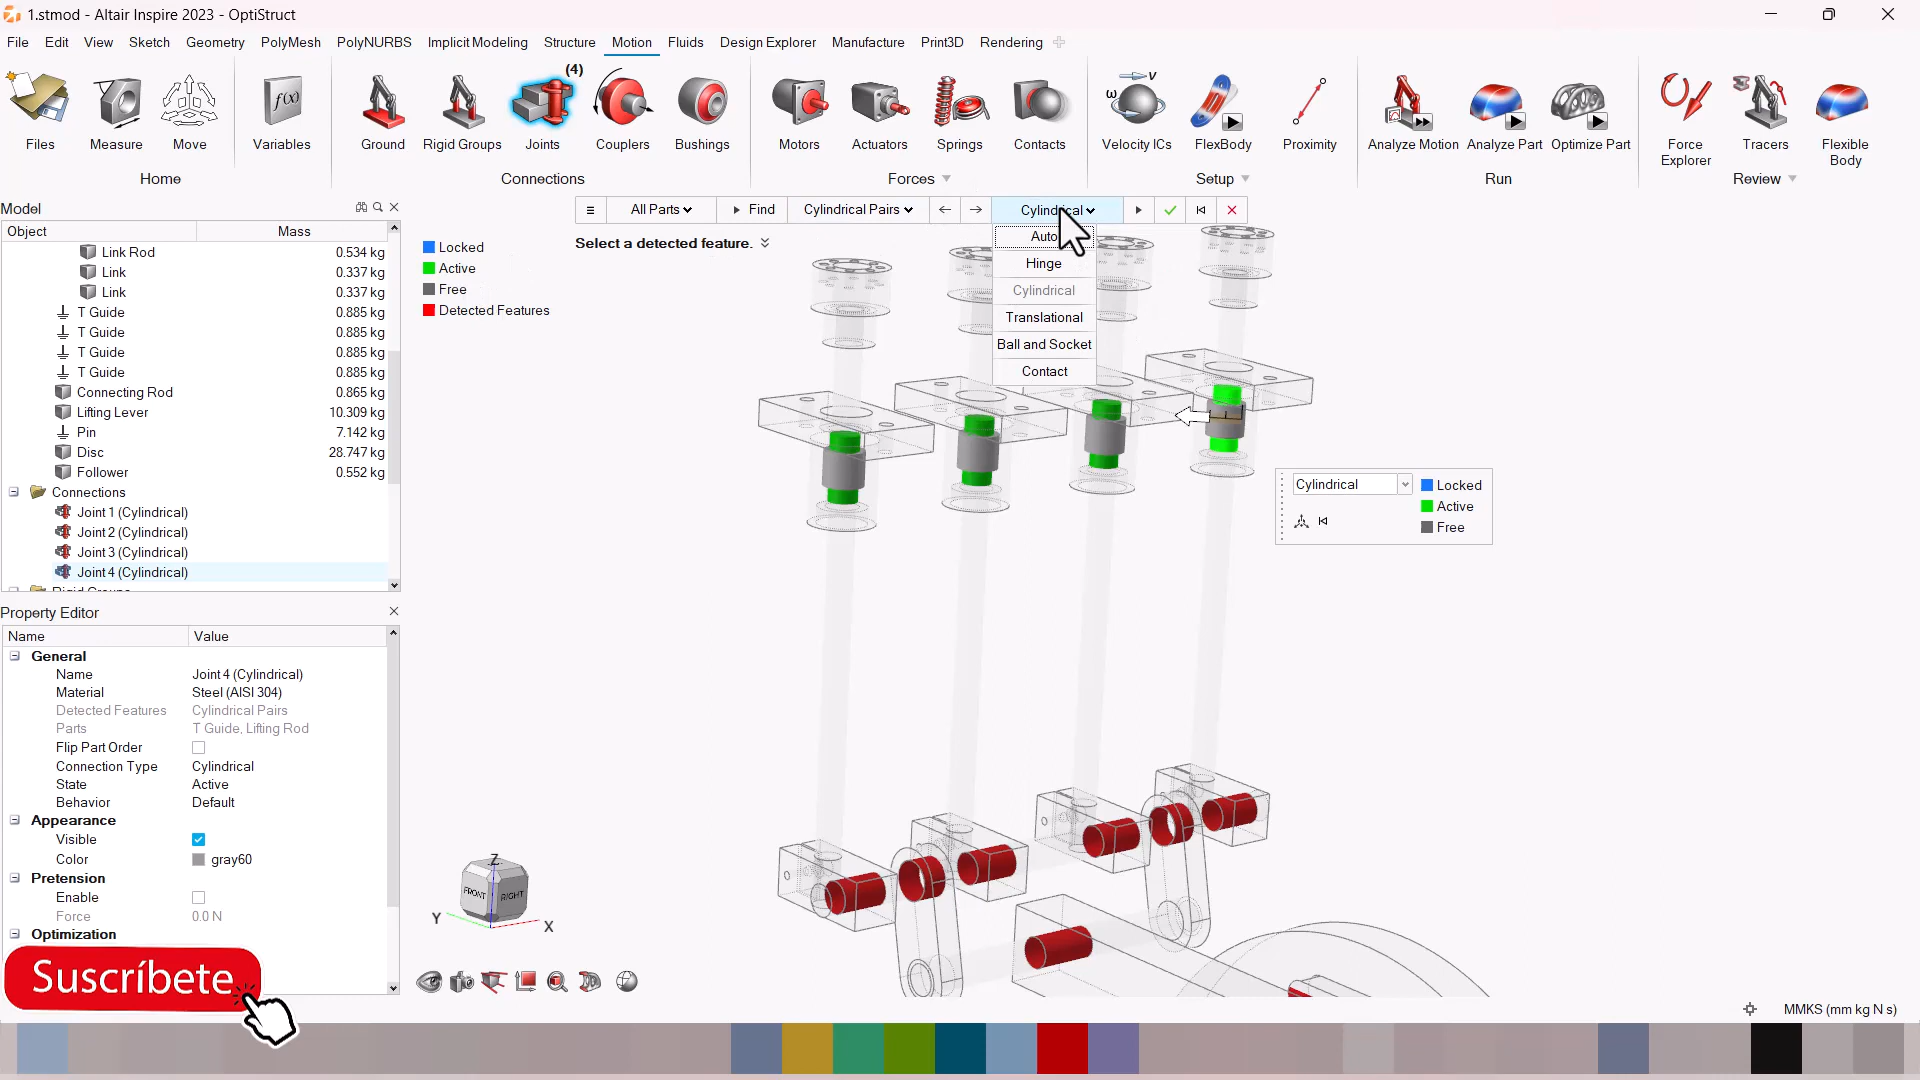 1.stmod - Altair Inspire 2023 - OptiStruct
File Edit View Sketch Geometry PolyMesh PolyNURBS Implicit Modeling Structure Motion Fluids Design Explorer Manufacture Print3D Rendering
(4)
Files Measure Move Variables Ground Rigid Groups Joints Couplers Bushings Motors Actuators Springs Contacts Velocity ICs FlexBody Proximity Analyze Motion Analyze Part Optimize Part Force Explorer Tracers Flexible Body
Home Connections Forces Setup Run Review
Model
Object Mass
Link Rod 0.534 kg
Link 0.337 kg
Link 0.337 kg
T Guide 0.885 kg
T Guide 0.885 kg
T Guide 0.885 kg
T Guide 0.885 kg
Connecting Rod 0.865 kg
Lifting Lever 10.309 kg
Pin 7.142 kg
Disc 28.747 kg
Follower 0.552 kg
Connections
Joint 1 (Cylindrical)
Joint 2 (Cylindrical)
Joint 3 (Cylindrical)
Joint 4 (Cylindrical)
All Parts Find Cylindrical Pairs Cylindrical
Select a detected feature.
Auto
Hinge
Cylindrical
Translational
Ball and Socket
Contact
Locked
Active
Free
Detected Features
Cylindrical
Locked
Active
Free
Property Editor
Name Value
General
Name Joint 4 (Cylindrical)
Material Steel (AISI 304)
Detected Features Cylindrical Pairs
Parts T Guide, Lifting Rod
Flip Part Order
Connection Type Cylindrical
State Active
Behavior Default
Appearance
Visible
Color gray60
Pretension
Enable
Force 0.0 N
Optimization
Suscríbete
Z
FRONT RIGHT
Y X
MMKS (mm kg N s)